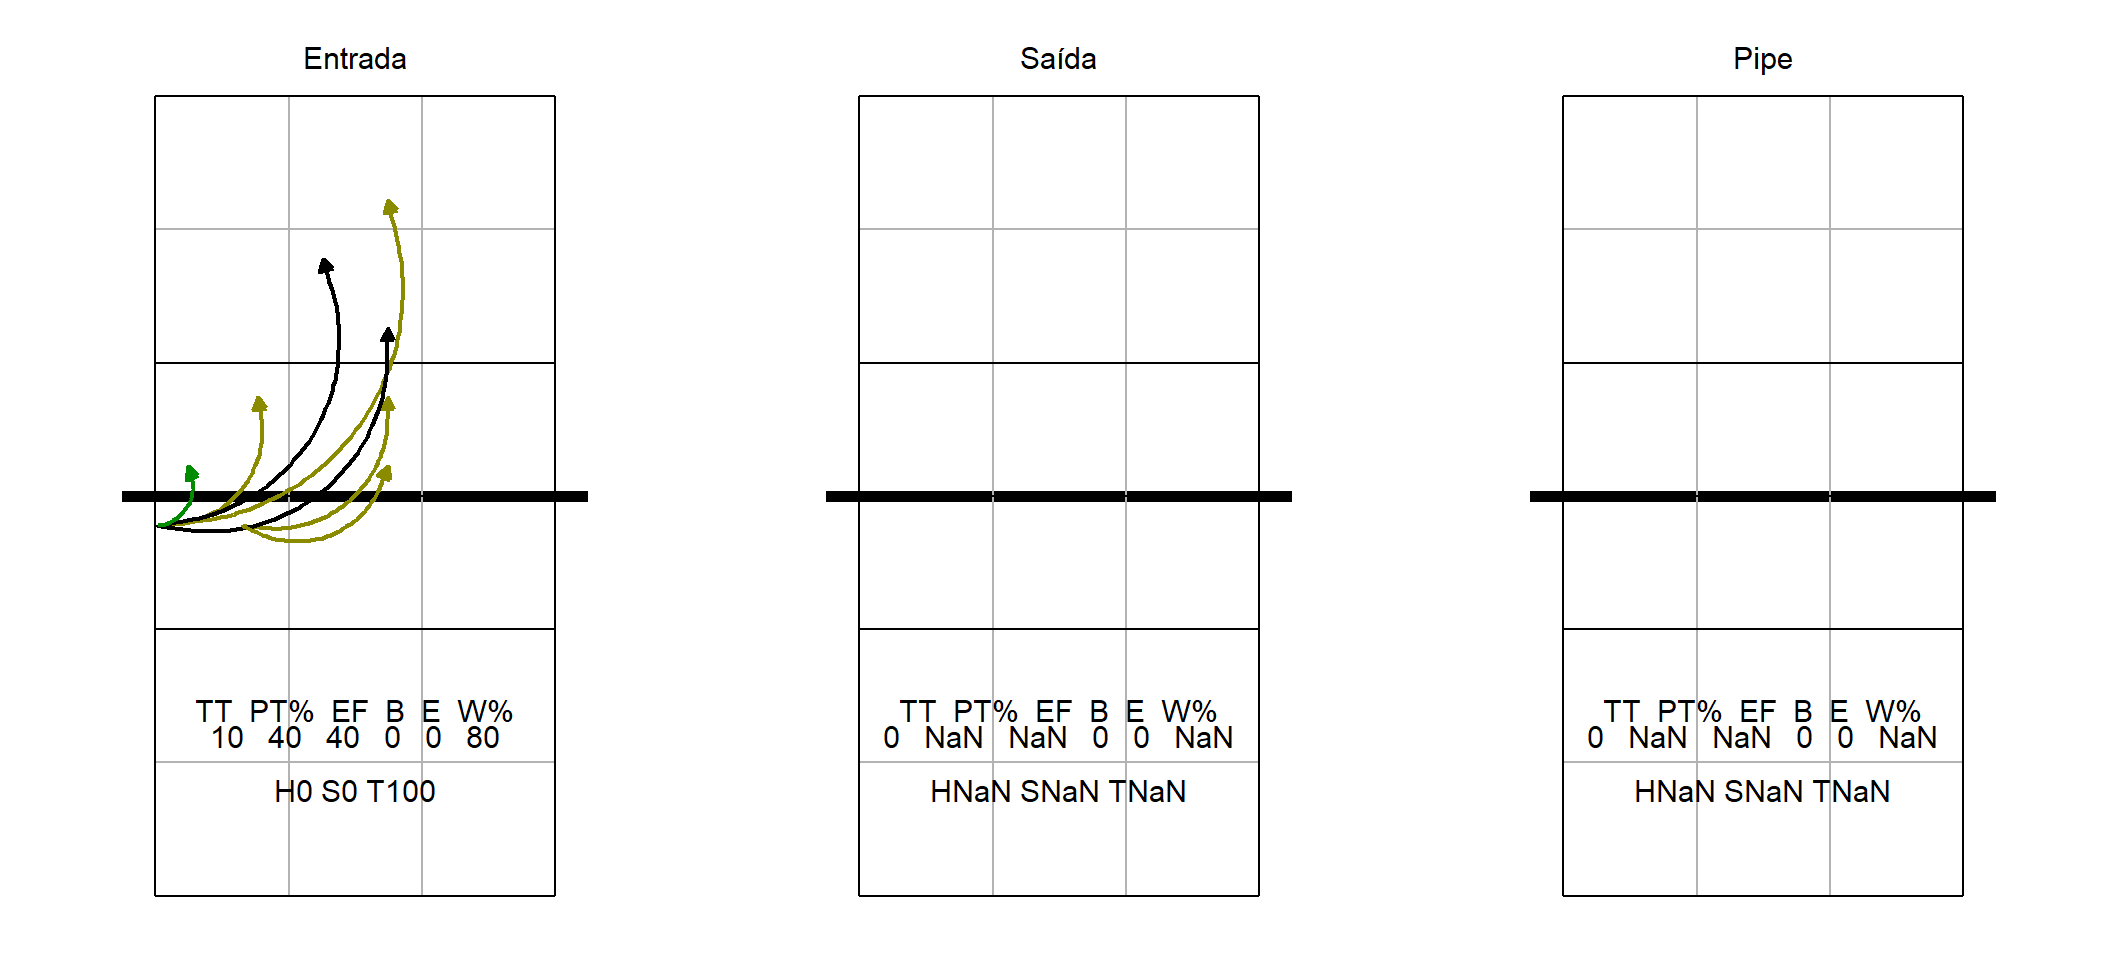 Entrada
TT PT% EF B E W%
10 40 40 0 0 80
H0 S0 T100
Saída
TT PT% EF B E W%
0 NaN NaN 0 0 NaN
HNaN SNaN TNaN
Pipe
TT PT% EF B E W%
0 NaN NaN 0 0 NaN
HNaN SNaN TNaN